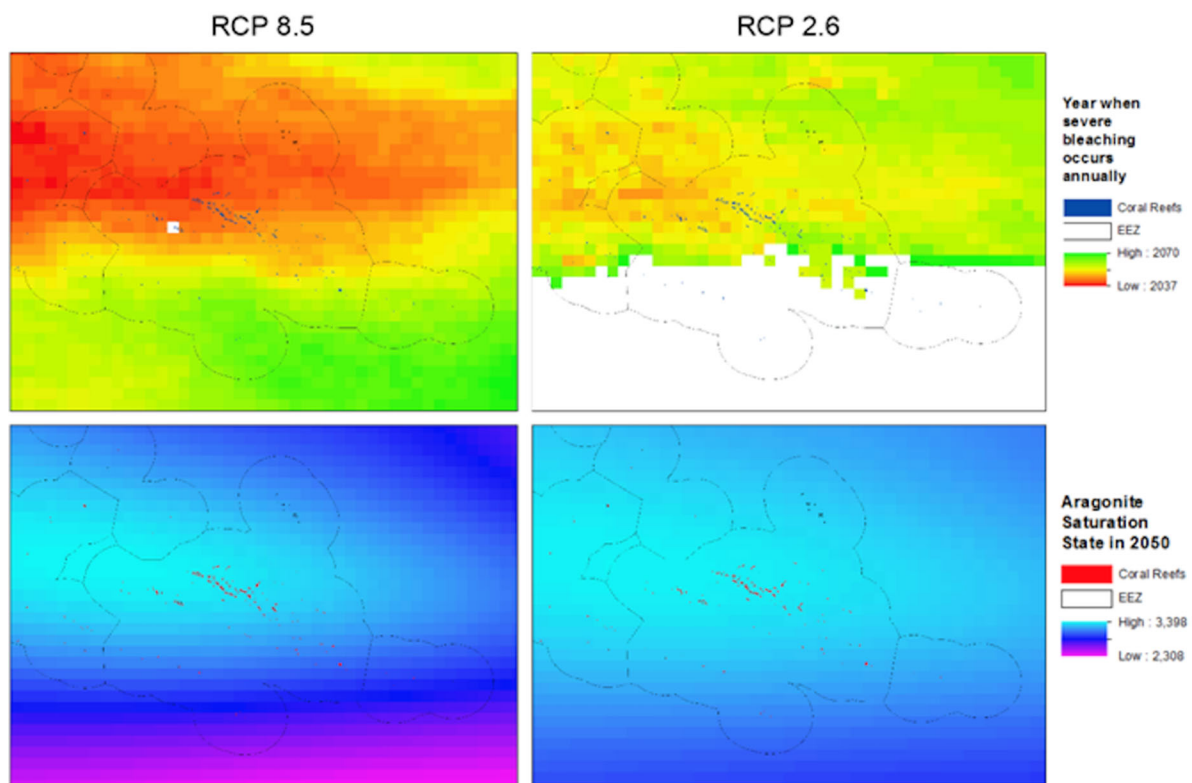 RCP 8.5
RCP 2.6
Year when
severe
bleaching
occurs
annually
Coral Reefs
EEZ
High : 2070
Low : 2037
Aragonite
Saturation
State in 2050
Coral Reefs
EEZ
High : 3,398
Low : 2,308